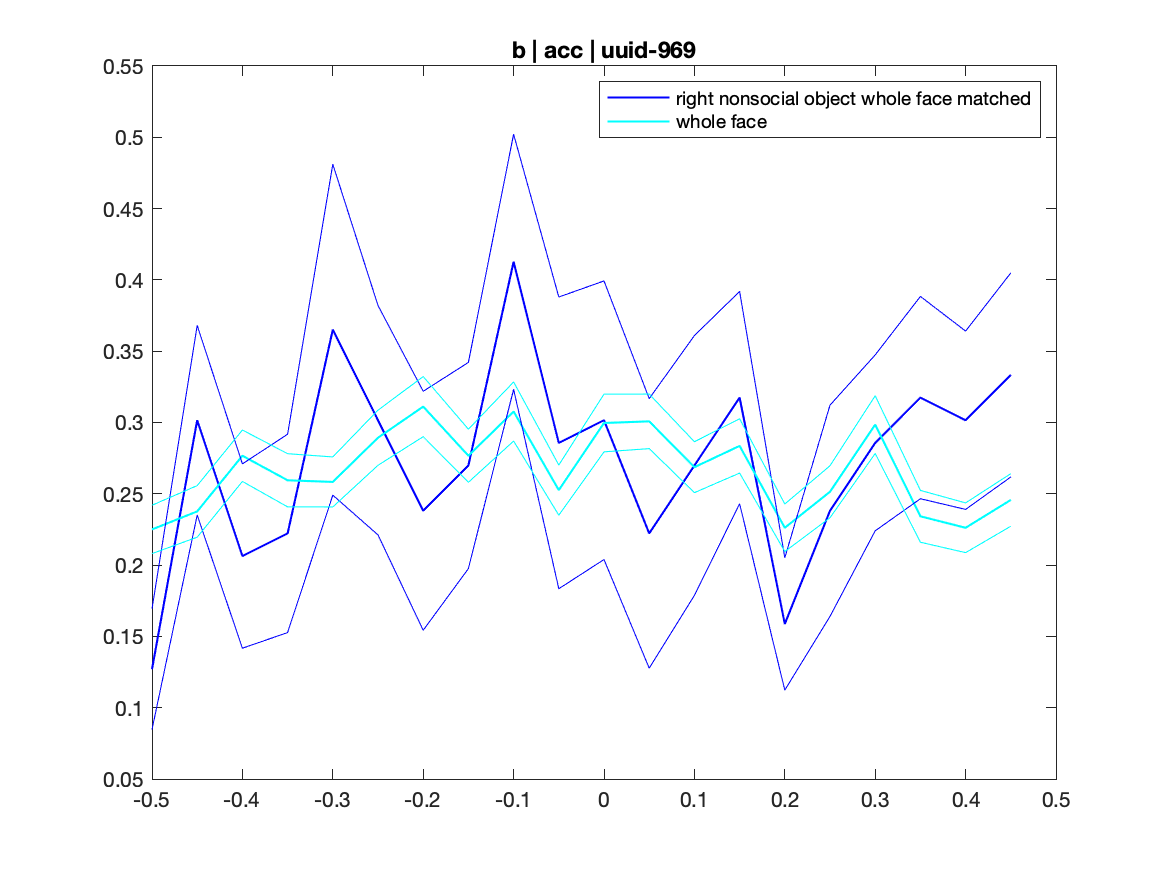 b | acc | uuid-969
right nonsocial object whole face matched
whole face
0.55
0.5
0.45
0.4
0.35
0.3
0.25
0.2
0.15
0.1
0.05
-0.5 -0.4 -0.3 -0.2 -0.1 0 0.1 0.2 0.3 0.4 0.5